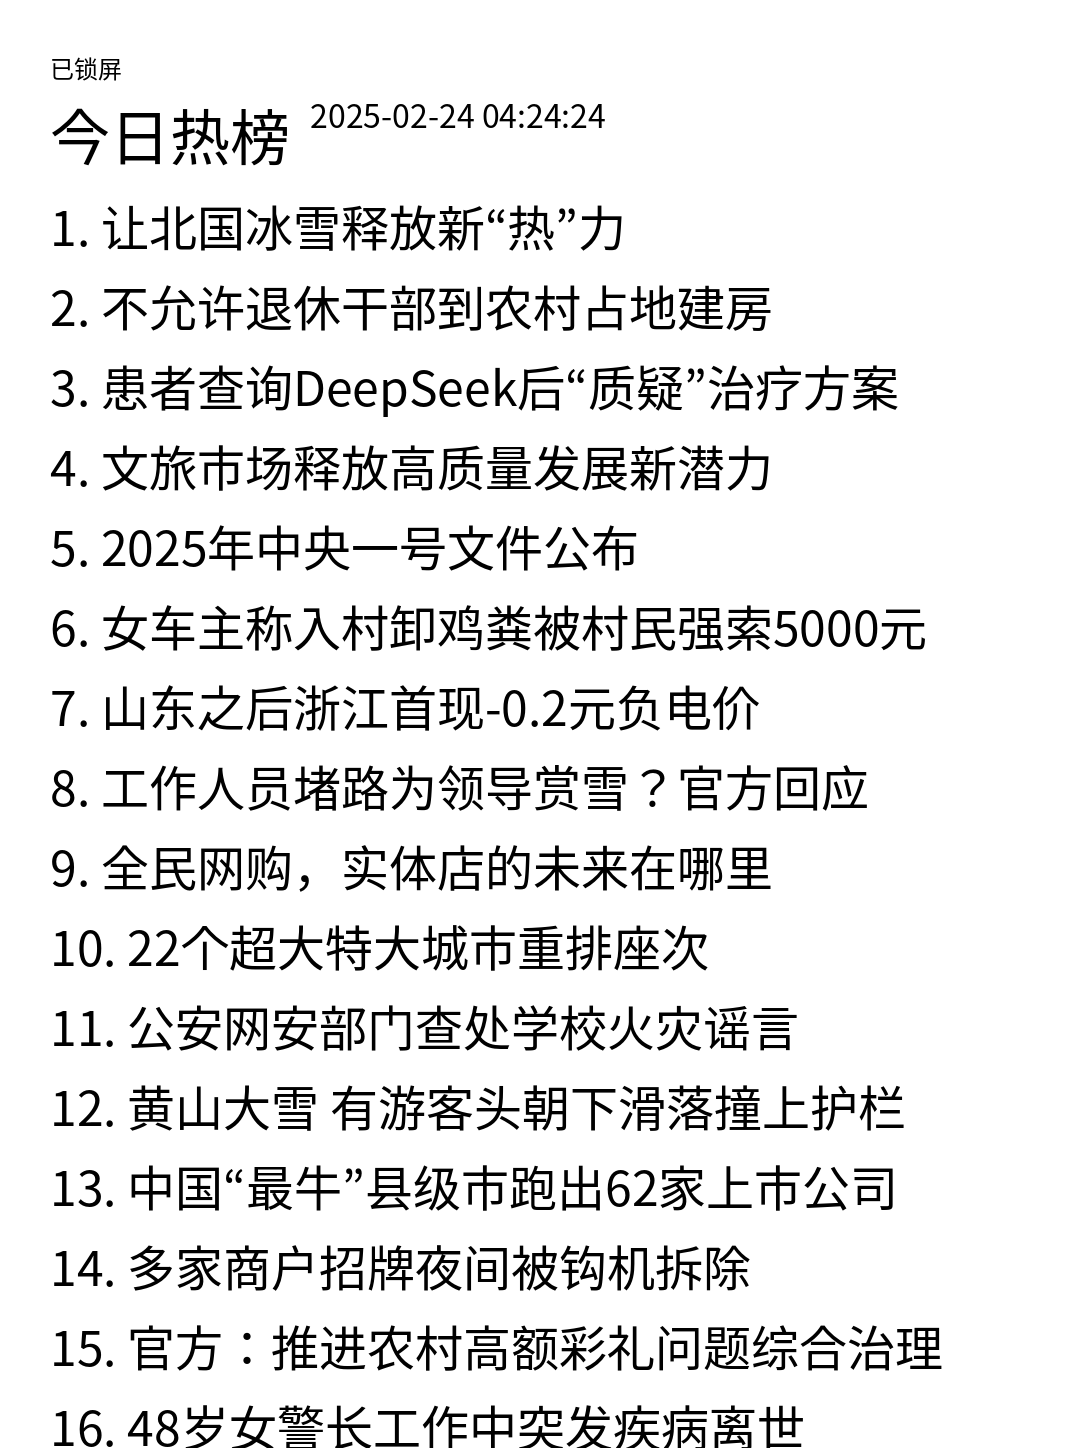 已锁屏
今日热榜 2025-02-24 04:24:24
1. 让北国冰雪释放新“热”力
2. 不允许退休干部到农村占地建房
3. 患者查询DeepSeek后“质疑”治疗方案
4. 文旅市场释放高质量发展新潜力
5. 2025年中央一号文件公布
6. 女车主称入村卸鸡粪被村民强索5000元
7. 山东之后浙江首现-0.2元负电价
8. 工作人员堵路为领导赏雪？官方回应
9. 全民网购，实体店的未来在哪里
10. 22个超大特大城市重排座次
11. 公安网安部门查处学校火灾谣言
12. 黄山大雪 有游客头朝下滑落撞上护栏
13. 中国“最牛”县级市跑出62家上市公司
14. 多家商户招牌夜间被钩机拆除
15. 官方：推进农村高额彩礼问题综合治理
16. 48岁女警长工作中突发疾病离世